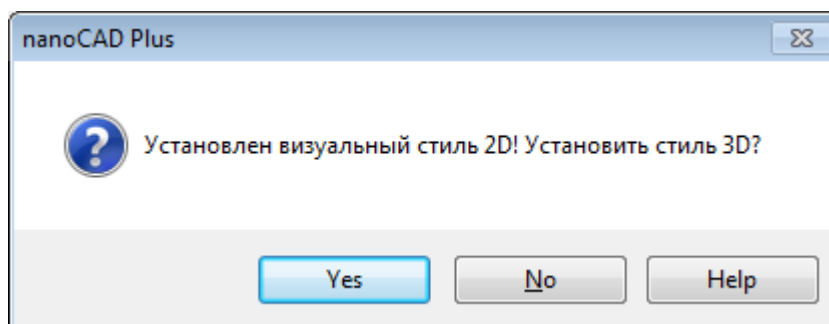 nanoCAD Plus
Установлен визуальный стиль 2D! Установить стиль 3D?
Yes
No
Help